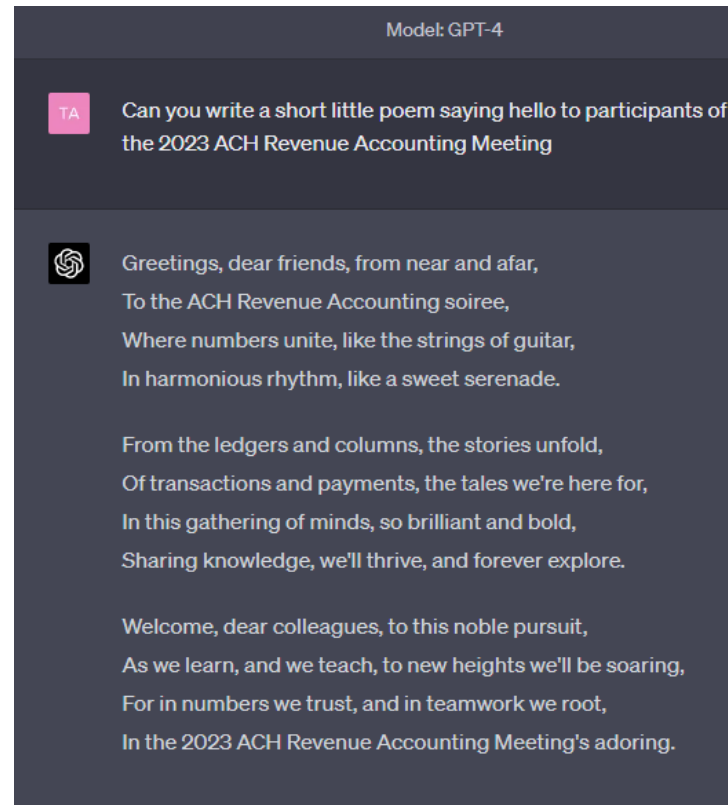 Model: GPT-4
TA
Can you write a short little poem saying hello to participants of
the 2023 ACH Revenue Accounting Meeting
Greetings, dear friends, from near and afar,
To the ACH Revenue Accounting soiree,
Where numbers unite, like the strings of guitar,
In harmonious rhythm, like a sweet serenade.
From the ledgers and columns, the stories unfold,
Of transactions and payments, the tales we're here for,
In this gathering of minds, so brilliant and bold,
Sharing knowledge, we'll thrive, and forever explore.
Welcome, dear colleagues, to this noble pursuit,
As we learn, and we teach, to new heights we'll be soaring,
For in numbers we trust, and in teamwork we root,
In the 2023 ACH Revenue Accounting Meeting's adoring.